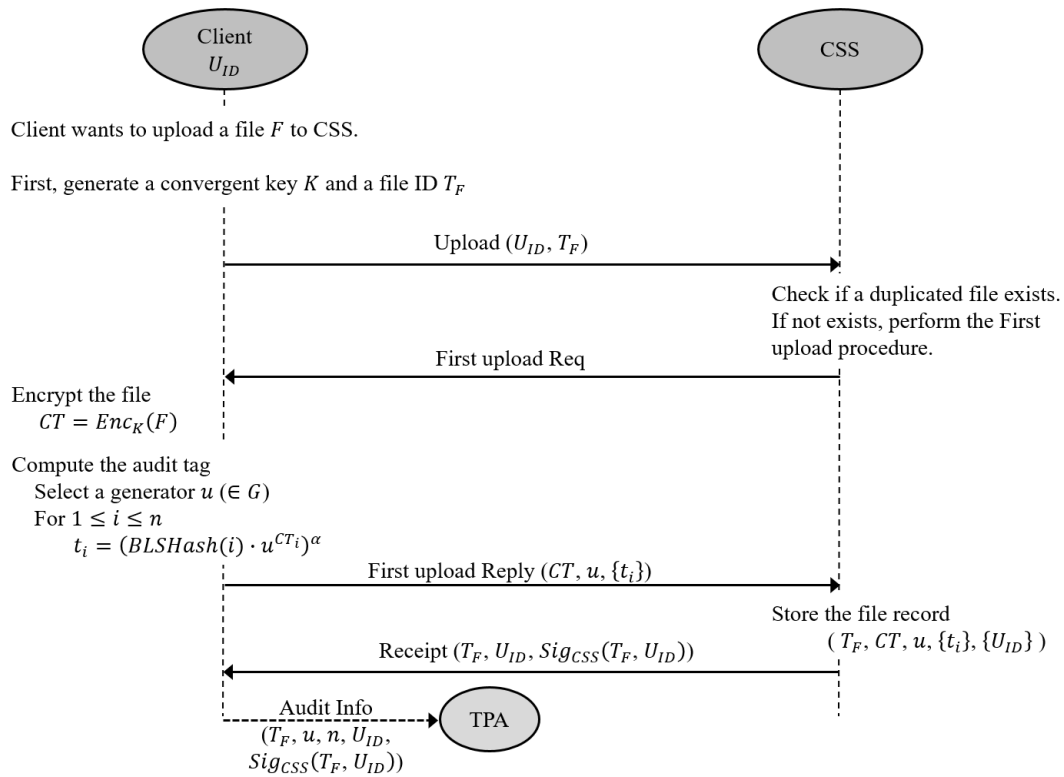 Client
U_ID
CSS
Client wants to upload a file F to CSS.
First, generate a convergent key K and a file ID T_F
Upload (U_ID, T_F)
Check if a duplicated file exists.
If not exists, perform the First
upload procedure.
First upload Req
Encrypt the file
CT = Enc_K(F)
Compute the audit tag
Select a generator u (∈ G)
For 1 ≤ i ≤ n
t_i = (BLSHash(i) · u^{CT_i})^α
First upload Reply (CT, u, {t_i})
Store the file record
( T_F, CT, u, {t_i}, {U_ID} )
Receipt (T_F, U_ID, Sig_CSS(T_F, U_ID))
Audit Info
(T_F, u, n, U_ID,
Sig_CSS(T_F, U_ID))
TPA